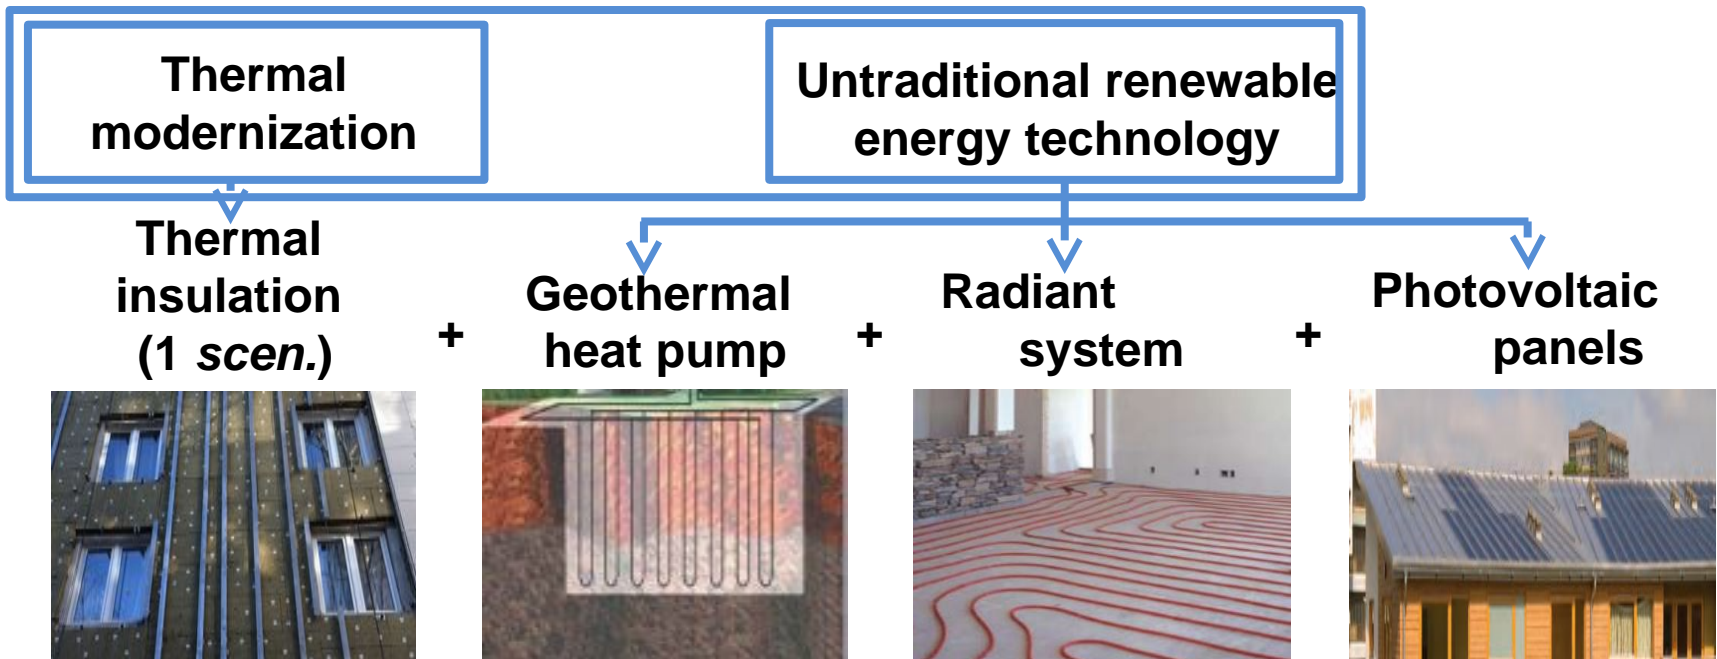 Thermal
modernization
Untraditional renewable
energy technology
Thermal
insulation
(1 scen.)
+
Geothermal
heat pump
+
Radiant
system
+
Photovoltaic
panels